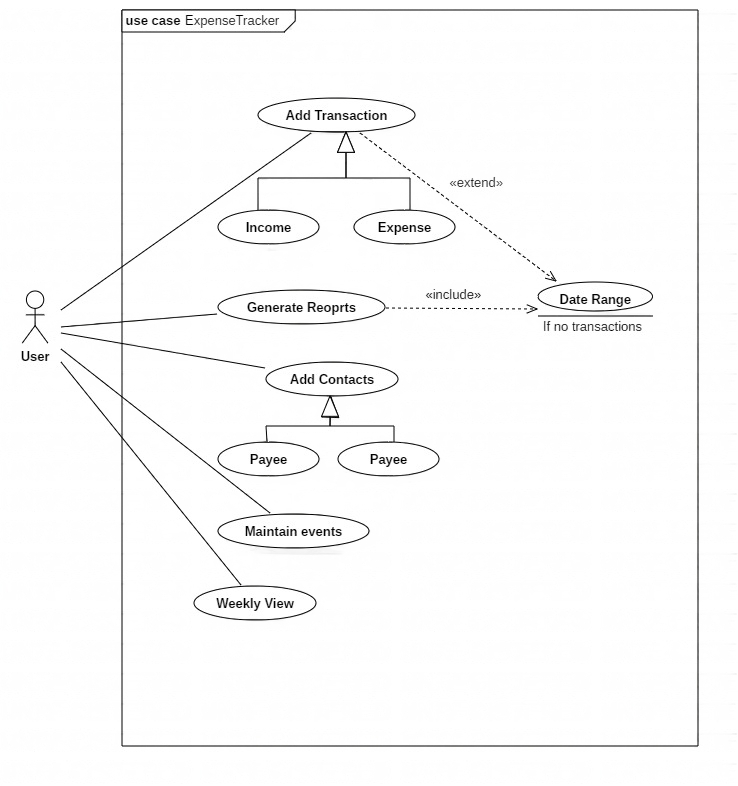 use case ExpenseTracker
Add Transaction
«extend»
Income
Expense
Generate Reoprts
«include»
Date Range
If no transactions
User
Add Contacts
Payee
Payee
Maintain events
Weekly View